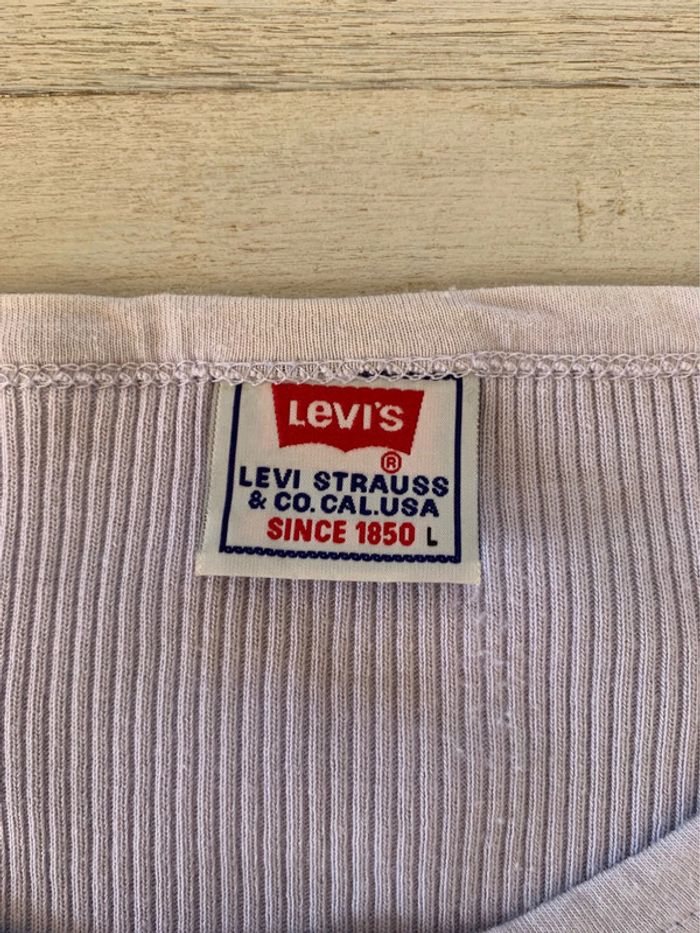 Levi's
®
LEVI STRAUSS
& CO. CAL.USA
SINCE 1850 L